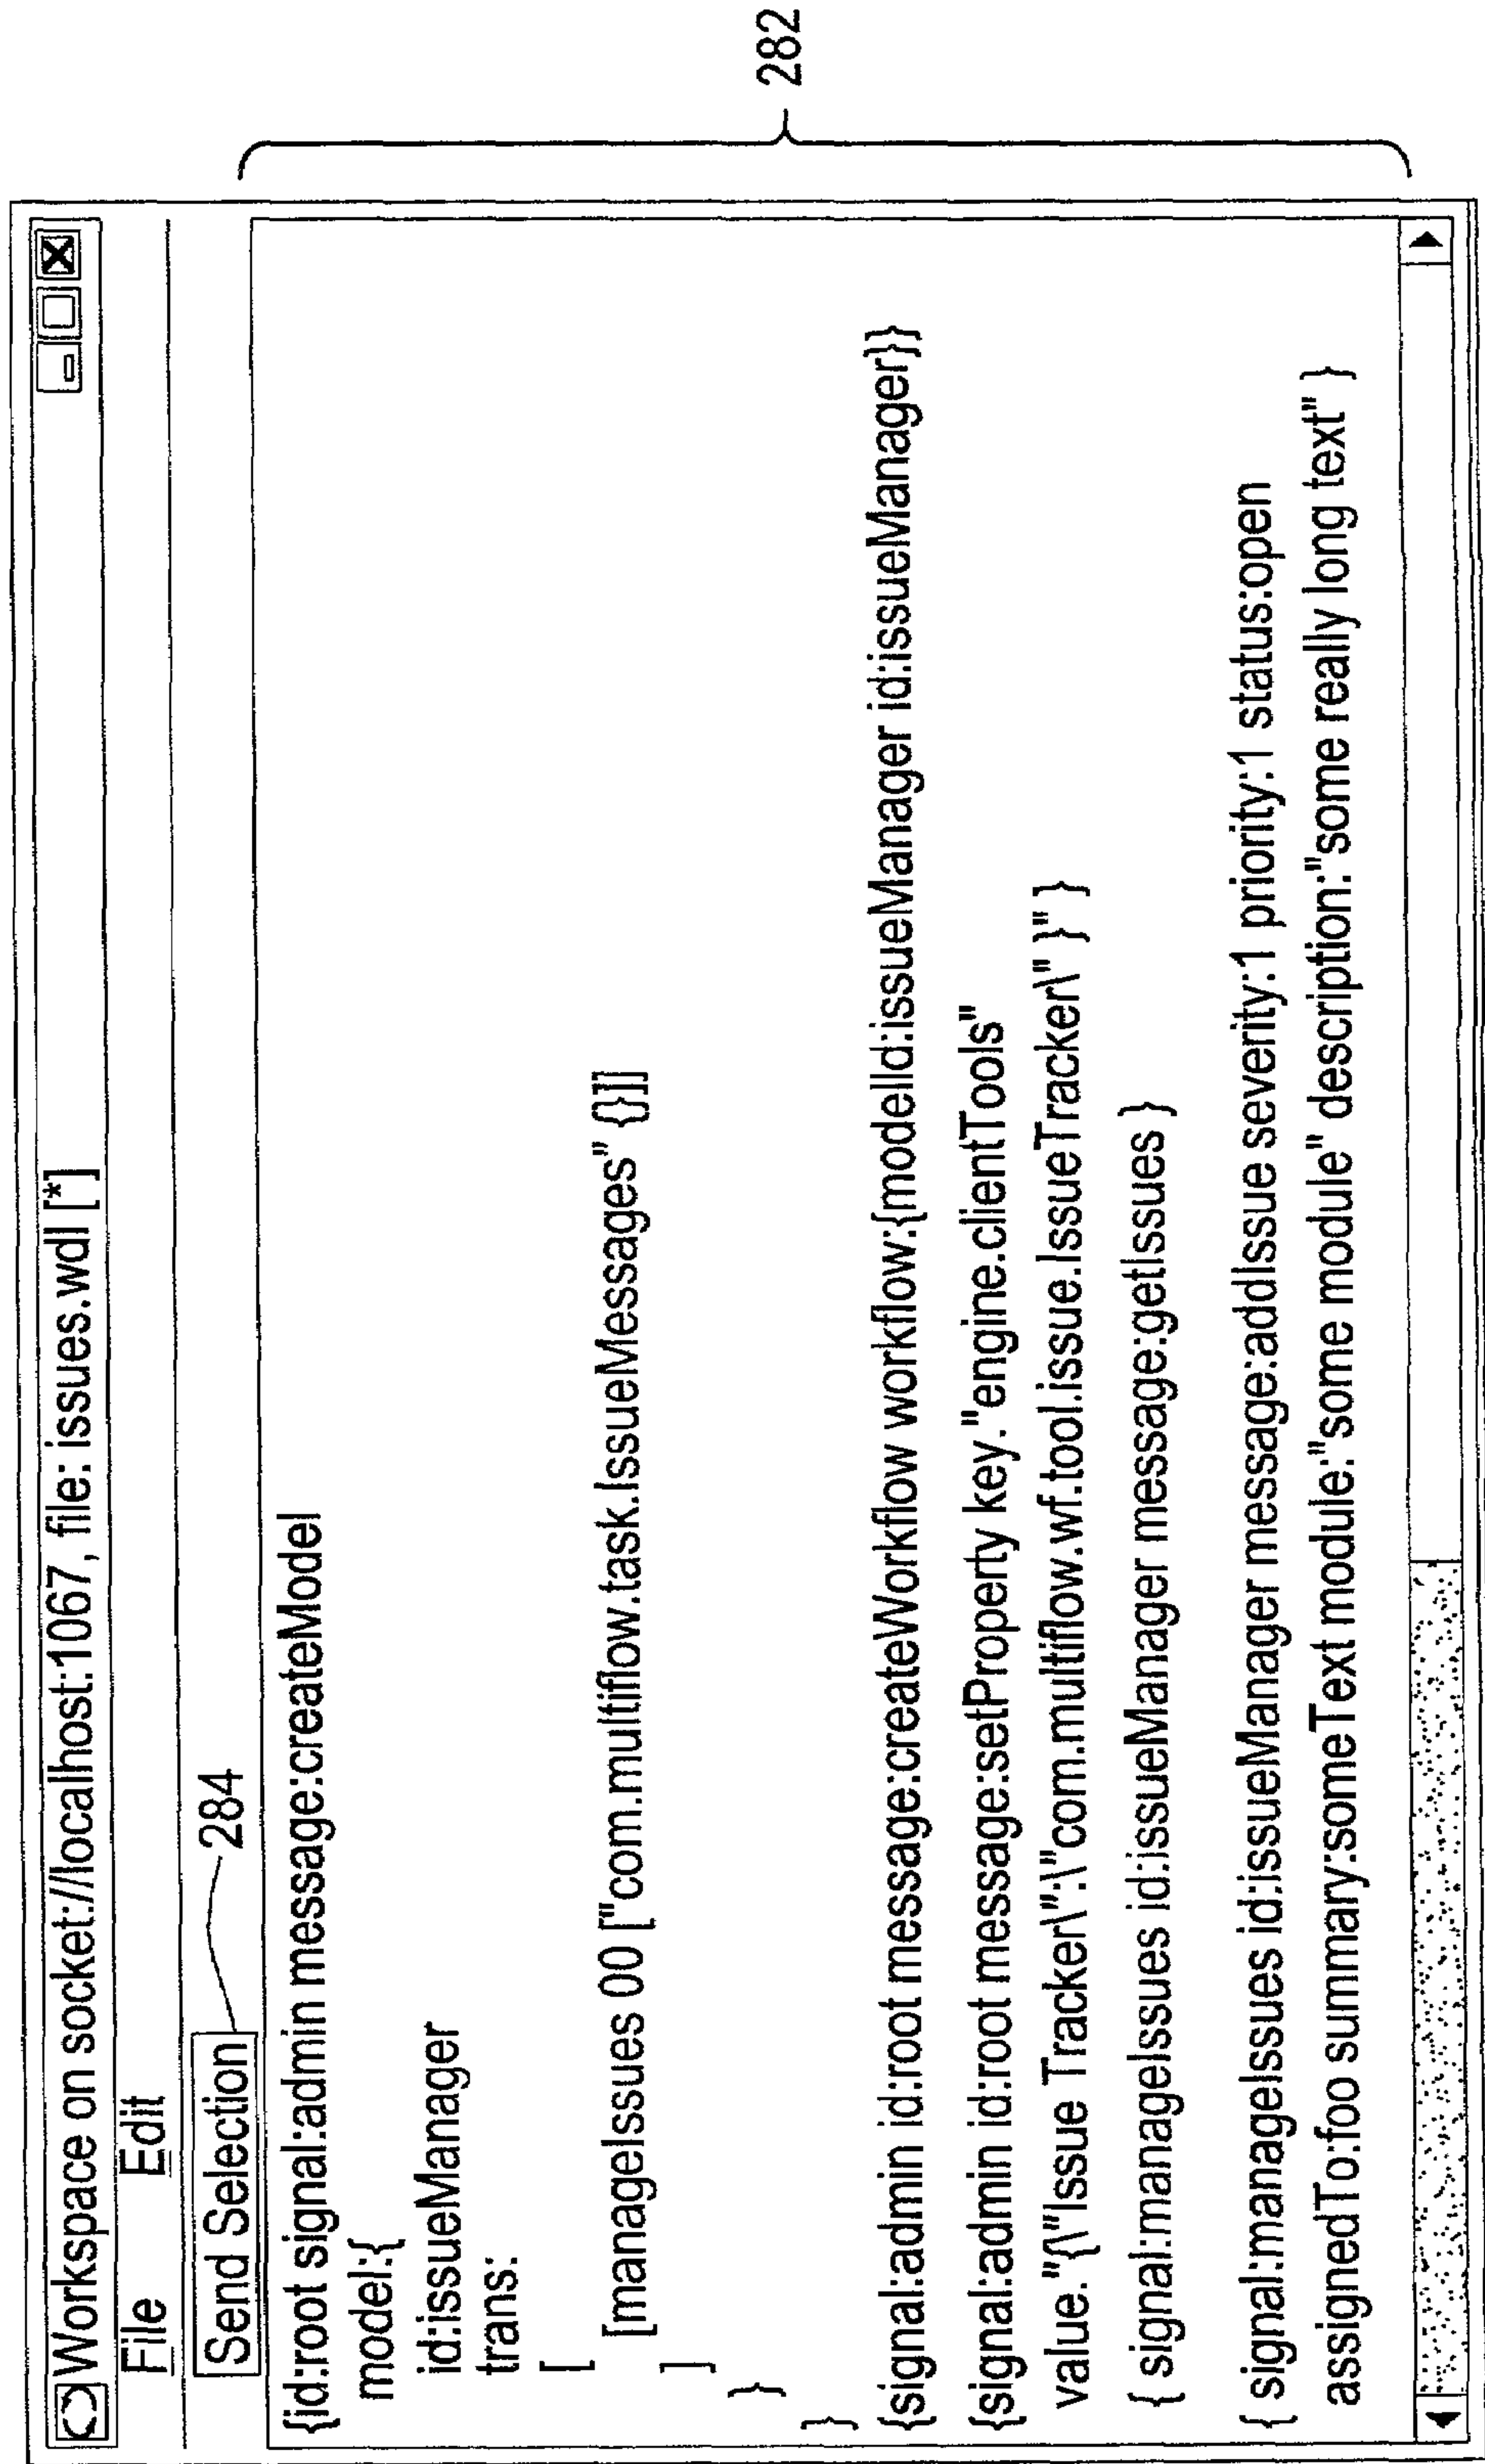 Workspace on socket://localhost:1067, file: issues.wdl [*]
File Edit
Send Selection
284
{id:root signal:admin message:createModel
model:{
id:issueManager
trans:
[
[manageIssues 00 ["com.multiflow.task.IssueMessages" {}]]
]
}
}
{signal:admin id:root message:createWorkflow workflow:{modelId:issueManager id:issueManager}}
{signal:admin id:root message:setProperty key."engine.clientTools"
value."{\"Issue Tracker\":\"com.multiflow.wf.tool.issue.IssueTracker\" }" }
{ signal:manageIssues id:issueManager message:getIssues }
{ signal:manageIssues id:issueManager message:addIssue severity:1 priority:1 status:open
assignedTo:foo summary:someText module:"some module" description:"some really long text" }
282